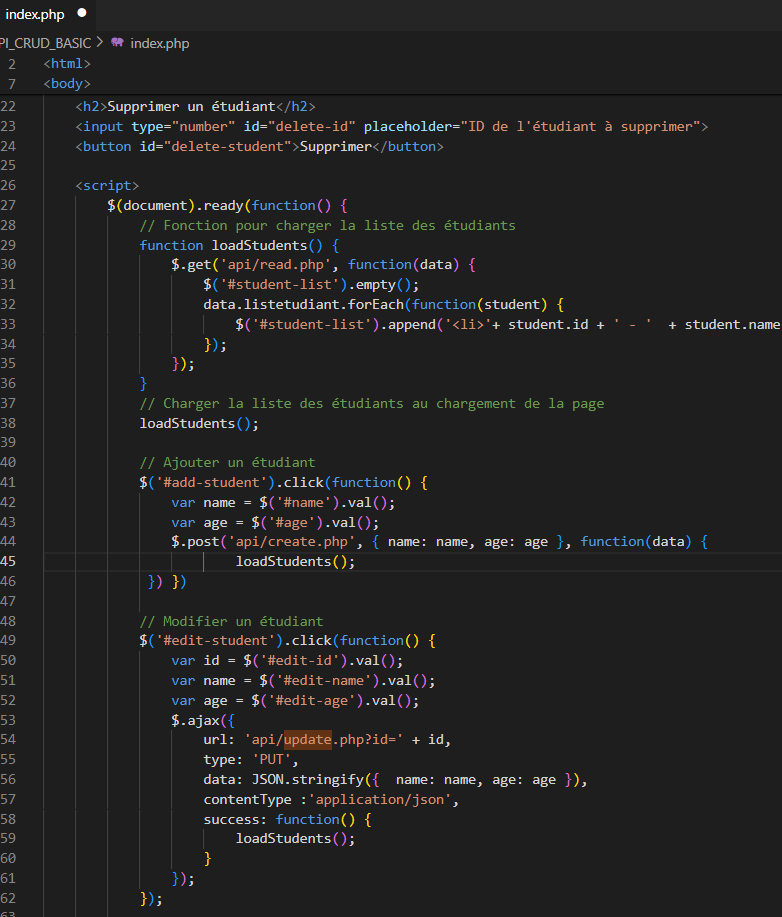 index.php
PI_CRUD_BASIC > index.php
2 <html>
7 <body>
22 <h2>Supprimer un étudiant</h2>
23 <input type="number" id="delete-id" placeholder="ID de l'étudiant à supprimer">
24 <button id="delete-student">Supprimer</button>
25
26 <script>
27 $(document).ready(function() {
28 // Fonction pour charger la liste des étudiants
29 function loadStudents() {
30 $.get('api/read.php', function(data) {
31 $('#student-list').empty();
32 data.listetudiant.forEach(function(student) {
33 $('#student-list').append('<li>'+ student.id + ' - '  + student.name
34 });
35 });
36 }
37 // Charger la liste des étudiants au chargement de la page
38 loadStudents();
39
40 // Ajouter un étudiant
41 $('#add-student').click(function() {
42 var name = $('#name').val();
43 var age = $('#age').val();
44 $.post('api/create.php', { name: name, age: age }, function(data) {
45 loadStudents();
46 }) })
47
48 // Modifier un étudiant
49 $('#edit-student').click(function() {
50 var id = $('#edit-id').val();
51 var name = $('#edit-name').val();
52 var age = $('#edit-age').val();
53 $.ajax({
54 url: 'api/update.php?id=' + id,
55 type: 'PUT',
56 data: JSON.stringify({  name: name, age: age }),
57 contentType :'application/json',
58 success: function() {
59 loadStudents();
60 }
61 });
62 });
63